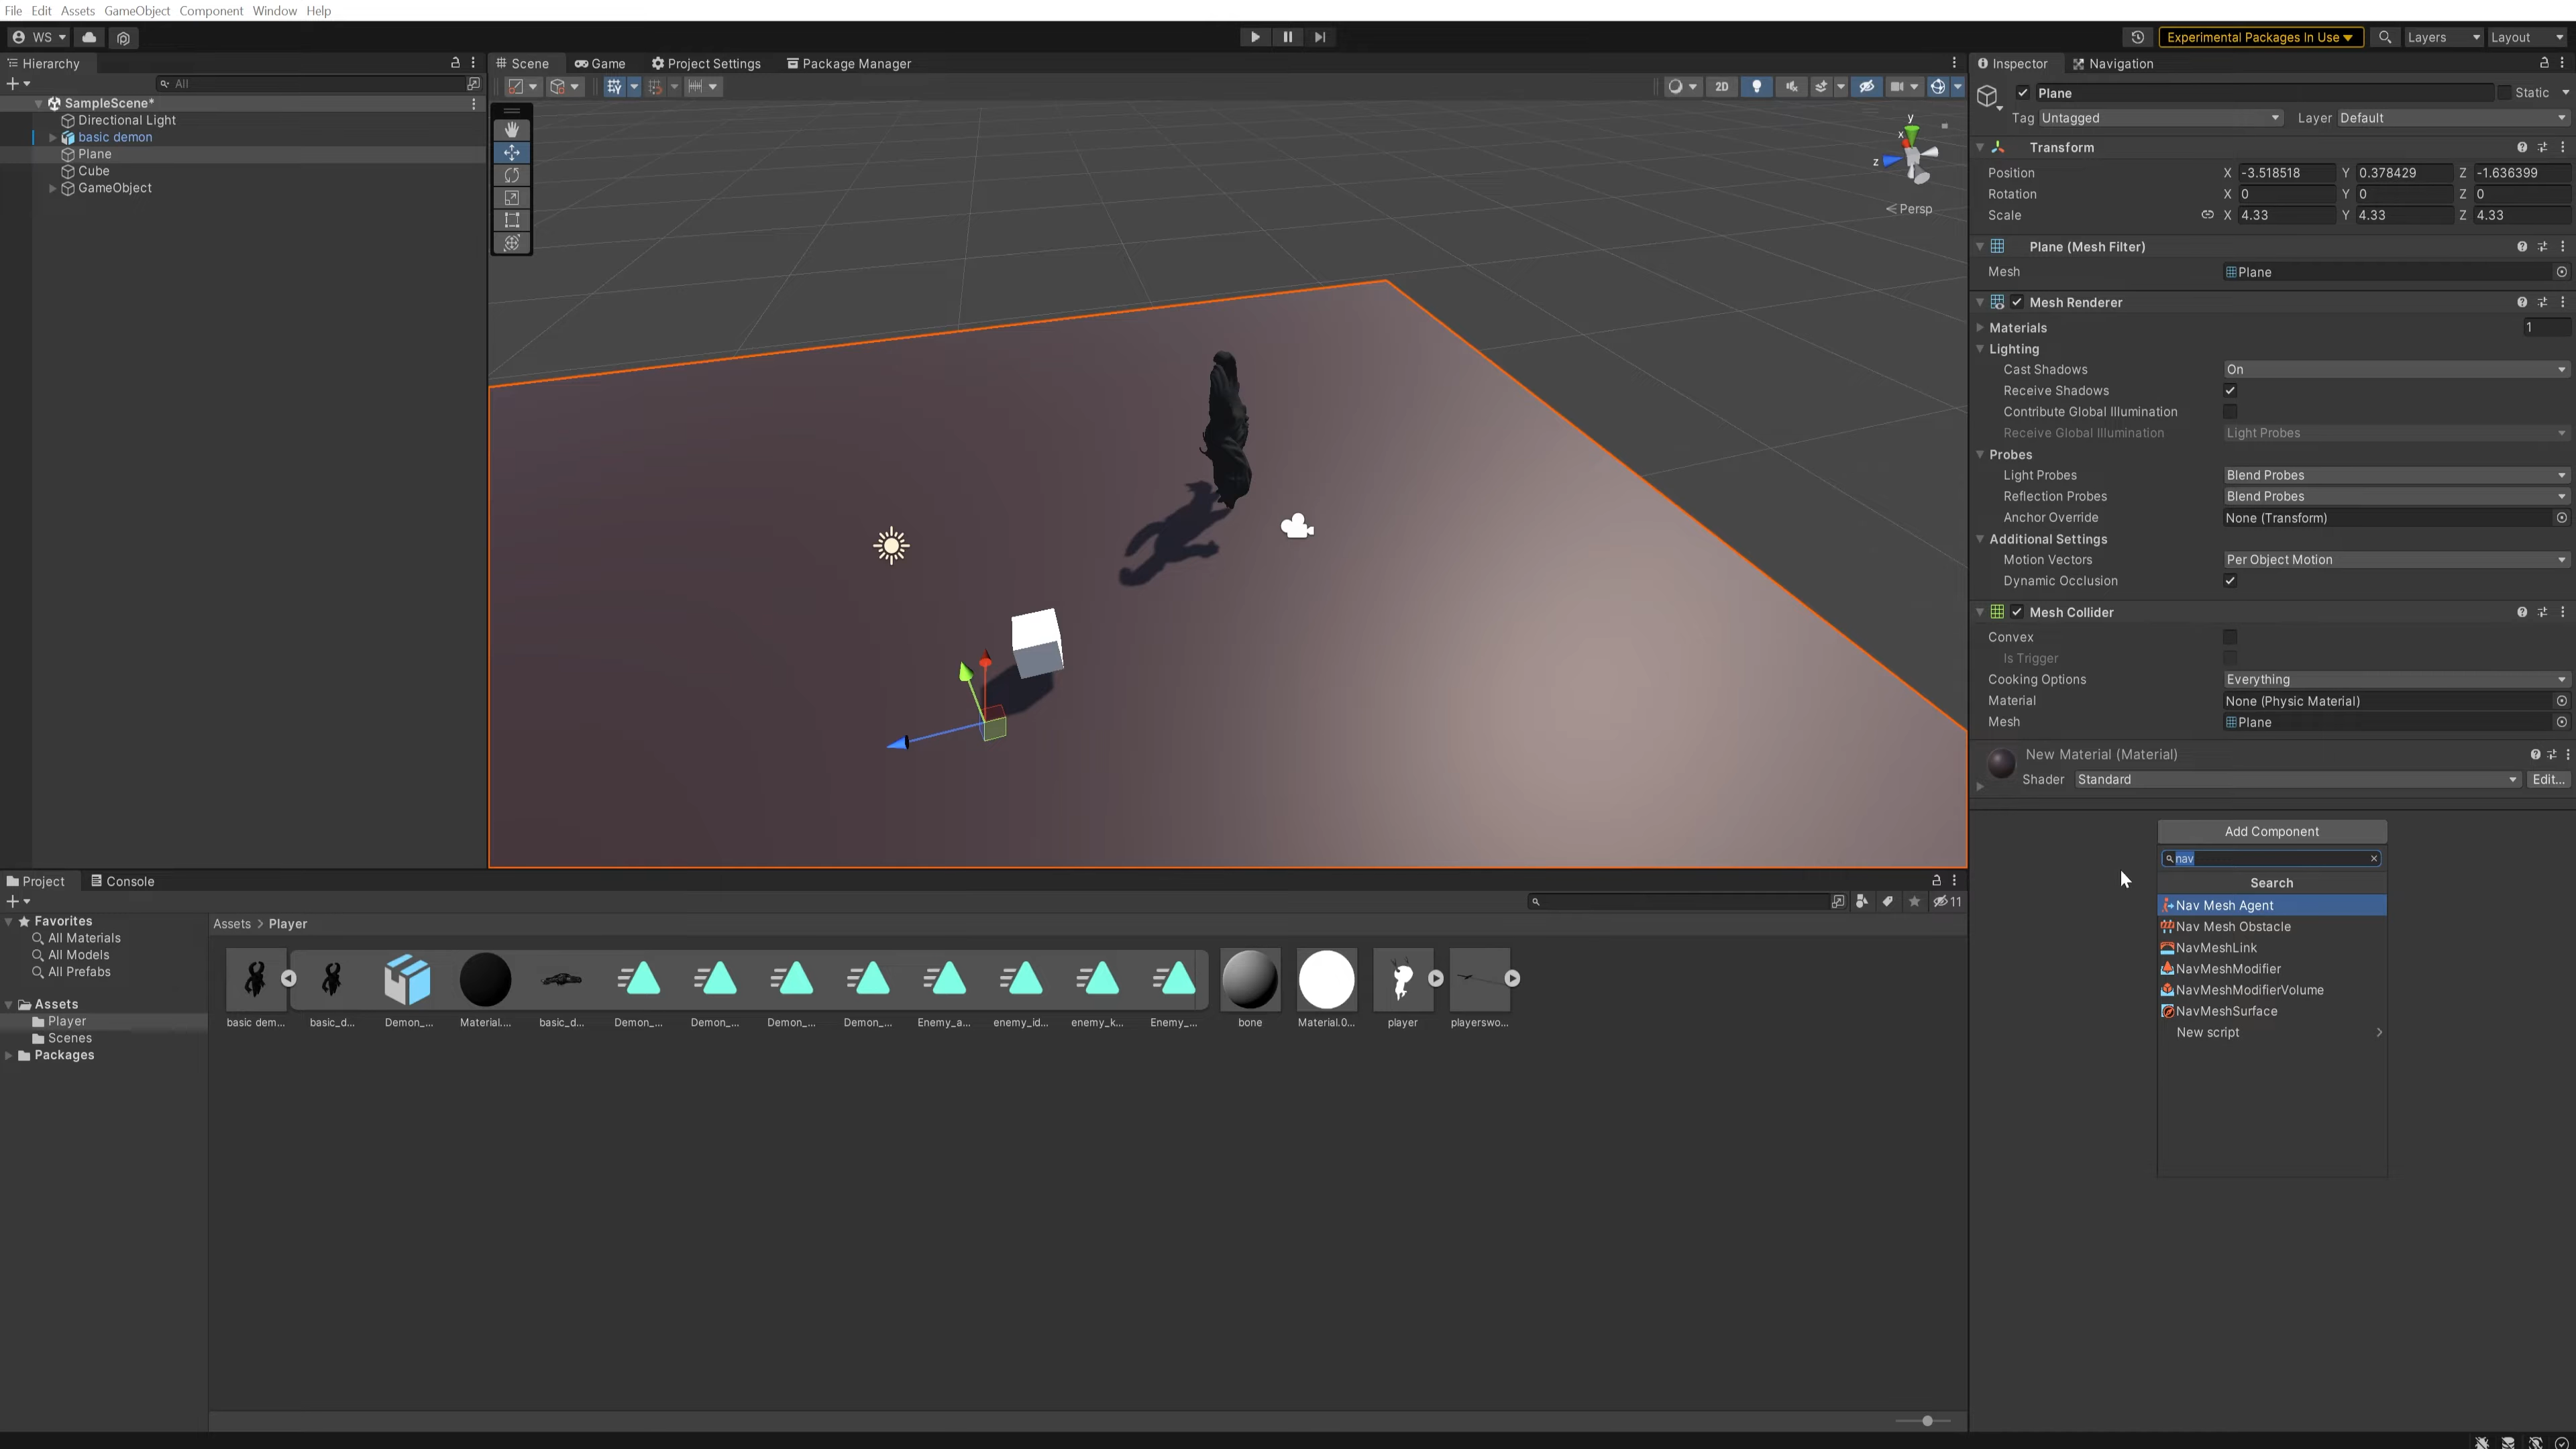 File Edit Assets GameObject Component Window Help
WS Experimental Packages In Use Layers Layout
Hierarchy
All
SampleScene*
Directional Light
basic demon
Plane
Cube
GameObject
Scene Game Project Settings Package Manager
2D
y
x
z
< Persp
Inspector Navigation
Plane Static
Tag Untagged Layer Default
Transform
Position X -3.518518 Y 0.378429 Z -1.636399
Rotation X 0 Y 0 Z 0
Scale X 4.33 Y 4.33 Z 4.33
Plane (Mesh Filter)
Mesh Plane
Mesh Renderer
Materials 1
Lighting
Cast Shadows On
Receive Shadows
Contribute Global Illumination
Receive Global Illumination Light Probes
Probes
Light Probes Blend Probes
Reflection Probes Blend Probes
Anchor Override None (Transform)
Additional Settings
Motion Vectors Per Object Motion
Dynamic Occlusion
Mesh Collider
Convex
Is Trigger
Cooking Options Everything
Material None (Physic Material)
Mesh Plane
New Material (Material)
Shader Standard Edit...
Add Component
nav
Search
Nav Mesh Agent
Nav Mesh Obstacle
NavMeshLink
NavMeshModifier
NavMeshModifierVolume
NavMeshSurface
New script
Project Console
11
Favorites
All Materials
All Models
All Prefabs
Assets
Player
Scenes
Packages
Assets > Player
basic dem... basic_d... Demon_... Material.... basic_d... Demon_... Demon_... Demon_... Demon_... Enemy_a... enemy_id... enemy_k... Enemy_... bone Material.0... player playerswo...